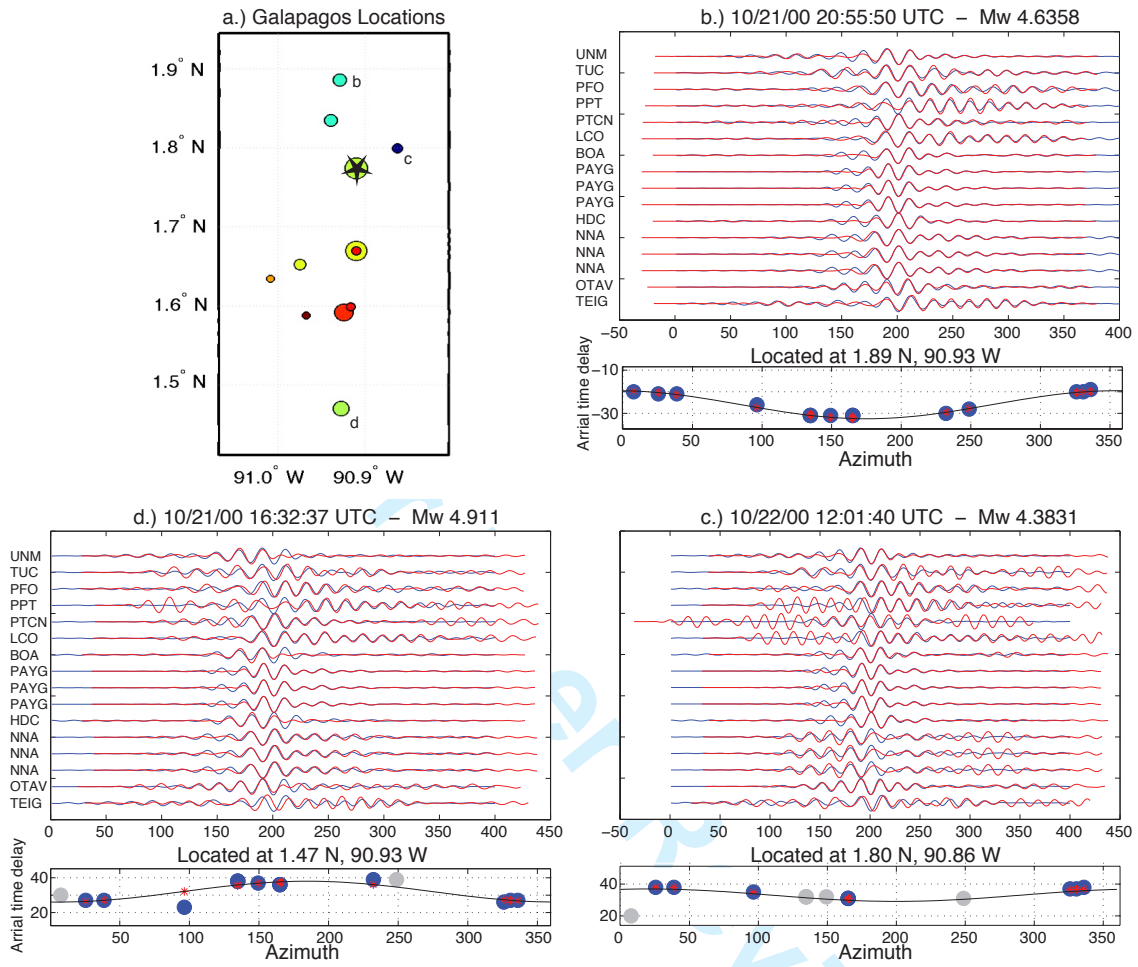 a.) Galapagos Locations
1.9° N
1.8° N
1.7° N
1.6° N
1.5° N
91.0° W 90.9° W
b
c
d
b.) 10/21/00 20:55:50 UTC – Mw 4.6358
UNM
TUC
PFO
PPT
PTCN
LCO
BOA
PAYG
PAYG
PAYG
HDC
NNA
NNA
NNA
OTAV
TEIG
−50 0 50 100 150 200 250 300 350 400
Located at 1.89 N, 90.93 W
Arrial time delay
−10
−30
0 50 100 150 200 250 300 350
Azimuth
d.) 10/21/00 16:32:37 UTC – Mw 4.911
UNM
TUC
PFO
PPT
PTCN
LCO
BOA
PAYG
PAYG
PAYG
HDC
NNA
NNA
NNA
OTAV
TEIG
0 50 100 150 200 250 300 350 400 450
Located at 1.47 N, 90.93 W
Arrial time delay
40
20
50 100 150 200 250 300 350
Azimuth
c.) 10/22/00 12:01:40 UTC – Mw 4.3831
−50 0 50 100 150 200 250 300 350 400 450
Located at 1.80 N, 90.86 W
40
20
0 50 100 150 200 250 300 350
Azimuth